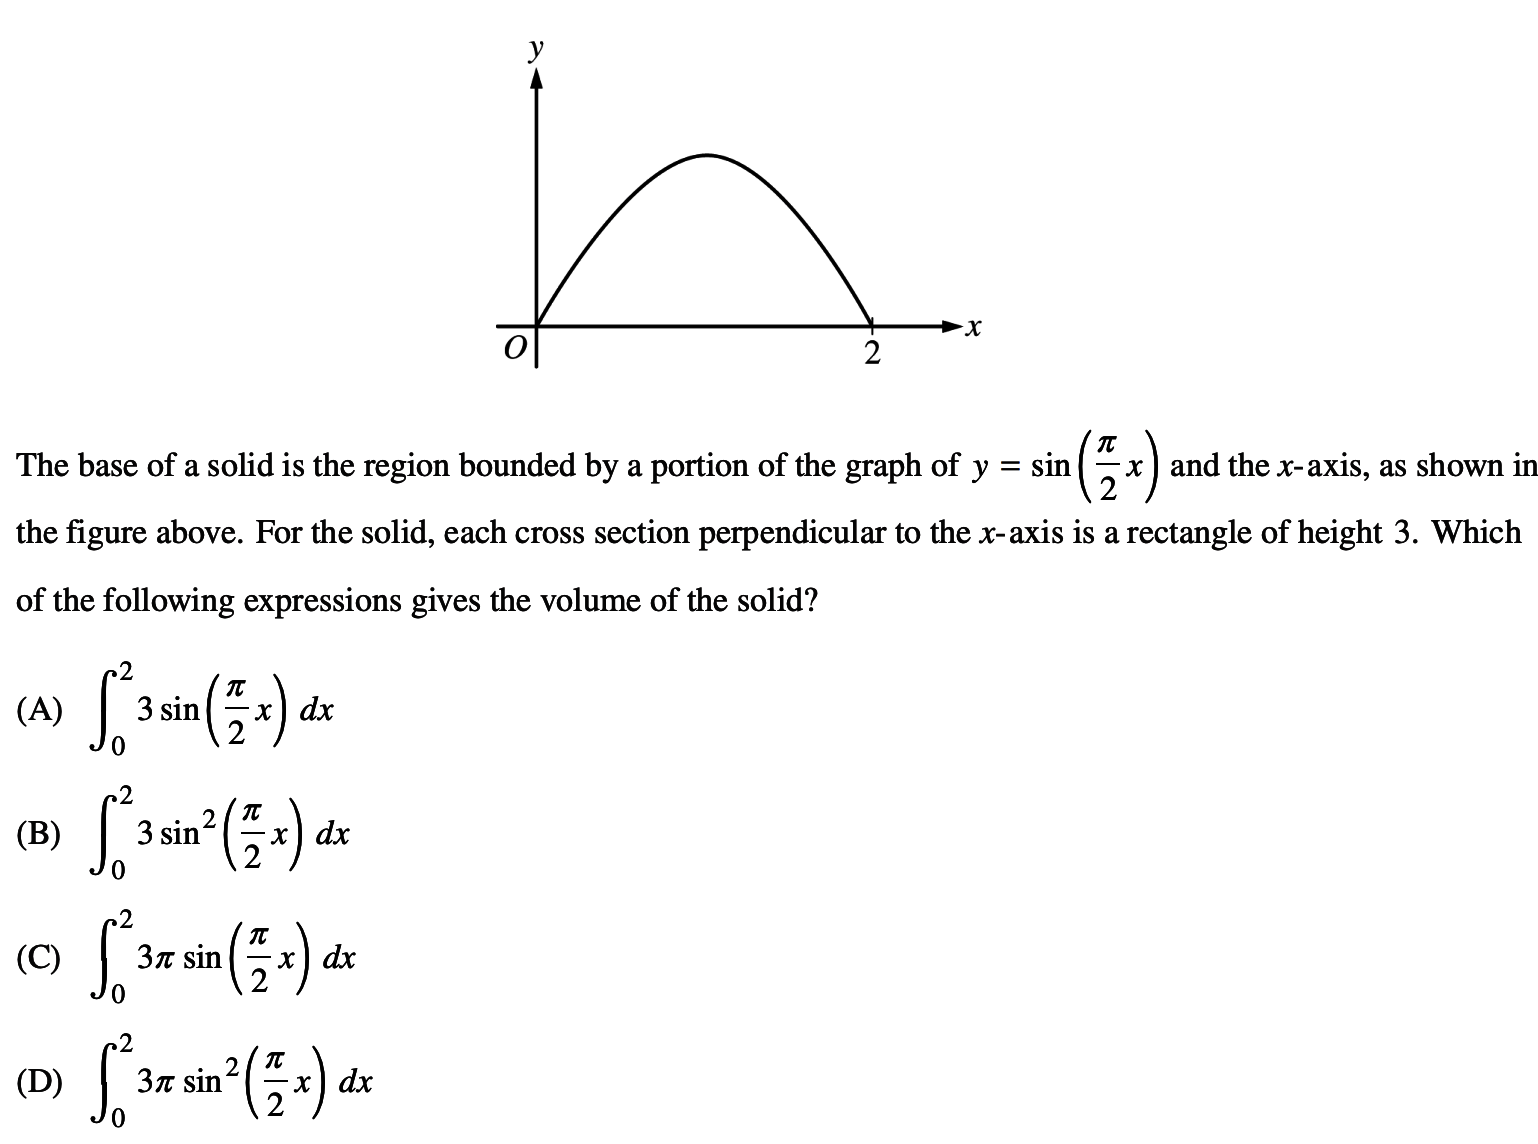 y
x
O
2
The base of a solid is the region bounded by a portion of the graph of y = sin(π/2 x) and the x-axis, as shown in
the figure above. For the solid, each cross section perpendicular to the x-axis is a rectangle of height 3. Which
of the following expressions gives the volume of the solid?
(A) ∫₀² 3 sin(π/2 x) dx
(B) ∫₀² 3 sin²(π/2 x) dx
(C) ∫₀² 3π sin(π/2 x) dx
(D) ∫₀² 3π sin²(π/2 x) dx